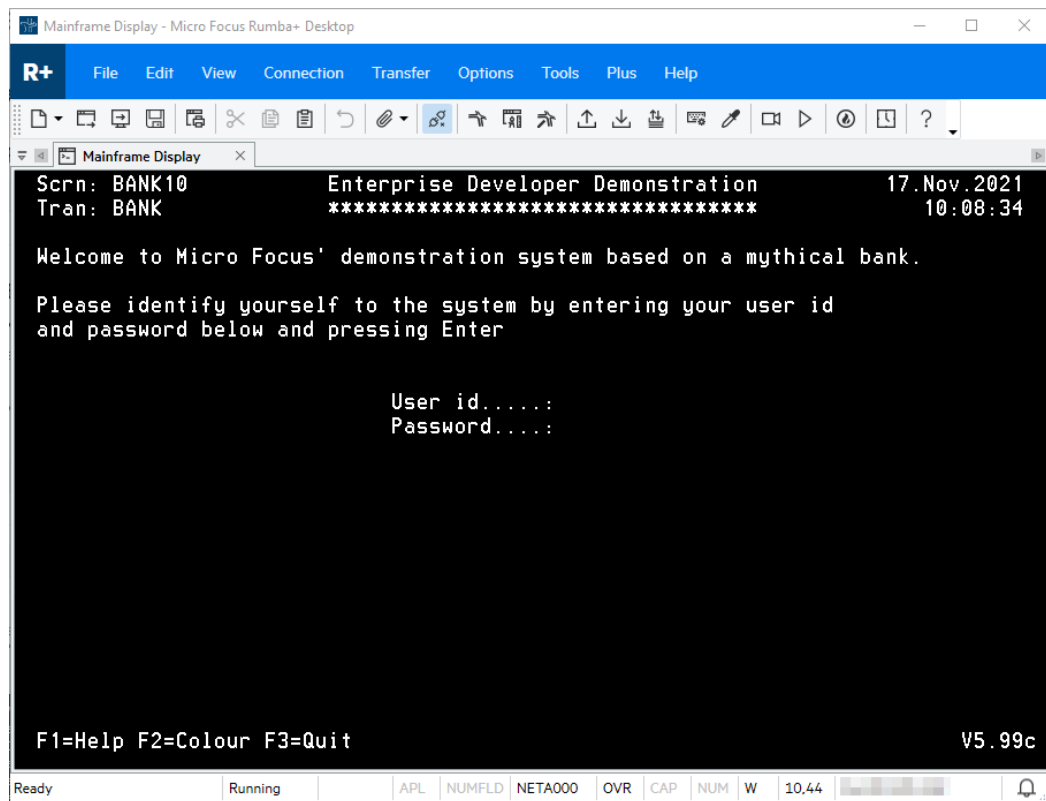 Mainframe Display - Micro Focus Rumba+ Desktop
R+ File Edit View Connection Transfer Options Tools Plus Help
Mainframe Display
Scrn: BANK10 Enterprise Developer Demonstration 17.Nov.2021
Tran: BANK ********************************** 10:08:34
Welcome to Micro Focus' demonstration system based on a mythical bank.
Please identify yourself to the system by entering your user id
and password below and pressing Enter
User id.....:
Password....:
F1=Help F2=Colour F3=Quit V5.99c
Ready Running APL NUMFLD NETA000 OVR CAP NUM W 10,44